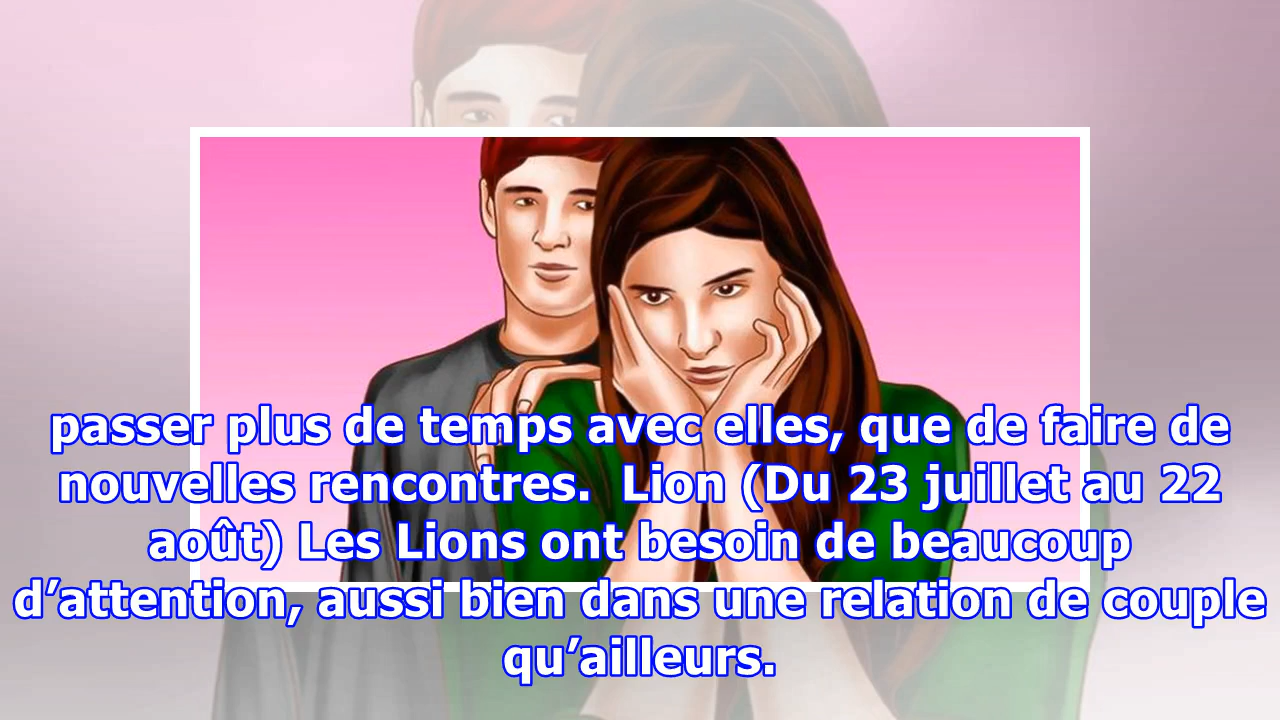 passer plus de temps avec elles, que de faire de
nouvelles rencontres.  Lion (Du 23 juillet au 22
août) Les Lions ont besoin de beaucoup
d’attention, aussi bien dans une relation de couple
qu’ailleurs.